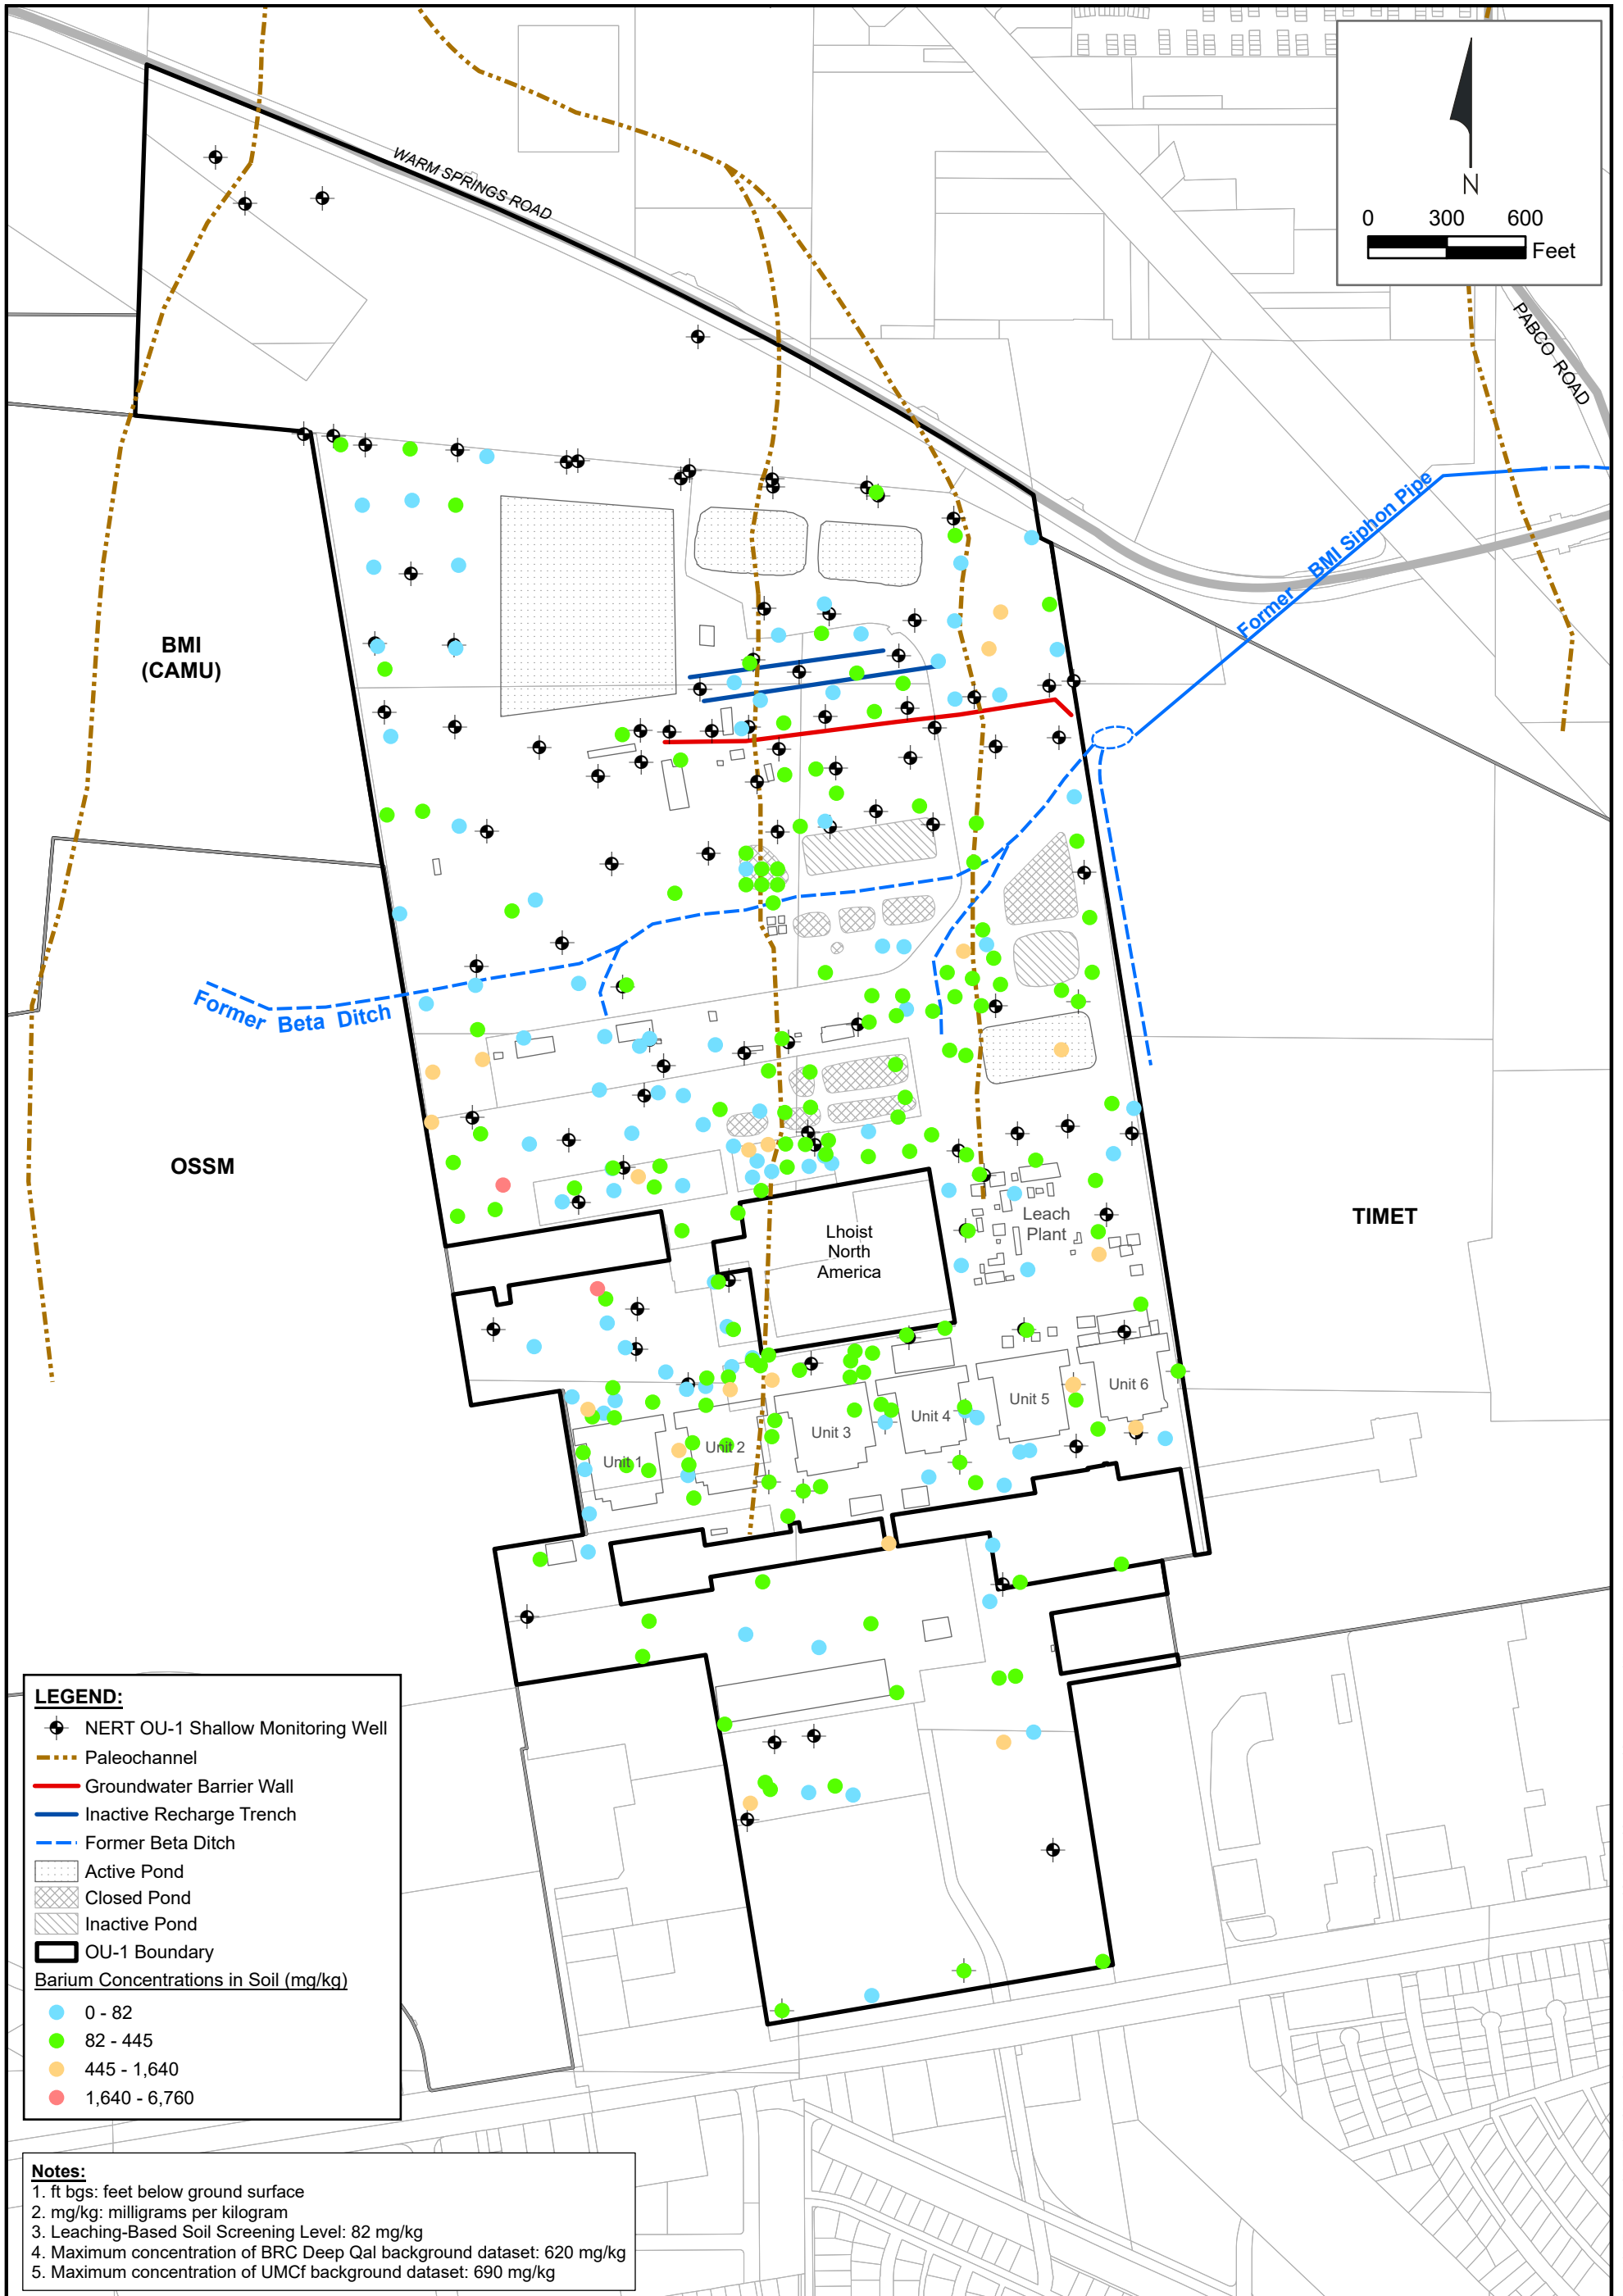 WARM SPRINGS ROAD
N
0 300 600
Feet
PABCO ROAD
Former BMI Siphon Pipe
BMI
(CAMU)
Former Beta Ditch
OSSM
TIMET
Lhoist
North
America
Leach
Plant
Unit 1
Unit 2
Unit 3
Unit 4
Unit 5
Unit 6
LEGEND:
NERT OU-1 Shallow Monitoring Well
Paleochannel
Groundwater Barrier Wall
Inactive Recharge Trench
Former Beta Ditch
Active Pond
Closed Pond
Inactive Pond
OU-1 Boundary
Barium Concentrations in Soil (mg/kg)
0 - 82
82 - 445
445 - 1,640
1,640 - 6,760
Notes:
1. ft bgs: feet below ground surface
2. mg/kg: milligrams per kilogram
3. Leaching-Based Soil Screening Level: 82 mg/kg
4. Maximum concentration of BRC Deep Qal background dataset: 620 mg/kg
5. Maximum concentration of UMCf background dataset: 690 mg/kg